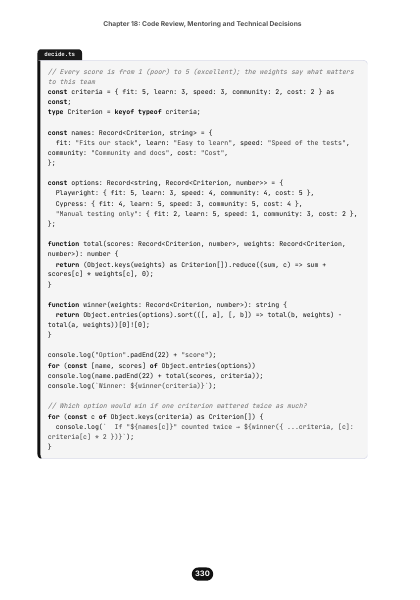 Chapter 18: Code Review, Mentoring and Technical Decisions
decide.ts
// Every score is from 1 (poor) to 5 (excellent); the weights say what matters
to this team
const criteria = { fit: 5, learn: 3, speed: 3, community: 2, cost: 2 } as
const;
type Criterion = keyof typeof criteria;
const names: Record<Criterion, string> = {
  fit: "Fits our stack", learn: "Easy to learn", speed: "Speed of the tests",
community: "Community and docs", cost: "Cost",
};
const options: Record<string, Record<Criterion, number>> = {
  Playwright: { fit: 5, learn: 3, speed: 4, community: 4, cost: 5 },
  Cypress: { fit: 4, learn: 5, speed: 3, community: 5, cost: 4 },
  "Manual testing only": { fit: 2, learn: 5, speed: 1, community: 3, cost: 2 },
};
function total(scores: Record<Criterion, number>, weights: Record<Criterion,
number>): number {
  return (Object.keys(weights) as Criterion[]).reduce((sum, c) => sum +
scores[c] * weights[c], 0);
}
function winner(weights: Record<Criterion, number>): string {
  return Object.entries(options).sort(([, a], [, b]) => total(b, weights) -
total(a, weights))[0]![0];
}
console.log("Option".padEnd(22) + "score");
for (const [name, scores] of Object.entries(options))
console.log(name.padEnd(22) + total(scores, criteria));
console.log(`Winner: ${winner(criteria)}`);
// Which option would win if one criterion mattered twice as much?
for (const c of Object.keys(criteria) as Criterion[]) {
  console.log(`  If "${names[c]}" counted twice → ${winner({ ...criteria, [c]:
criteria[c] * 2 })}`);
}
330